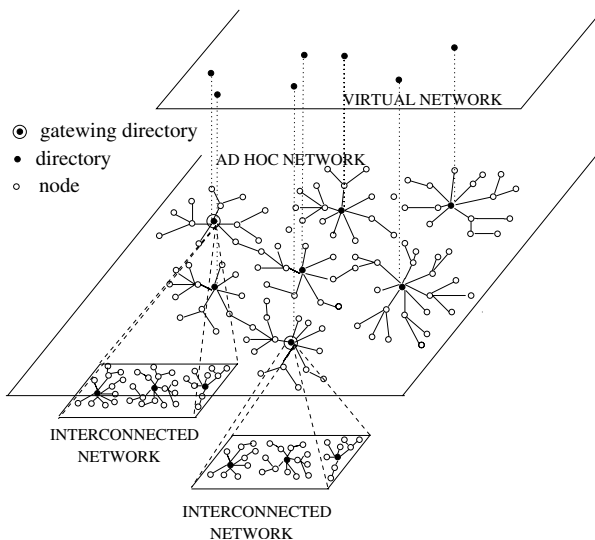 VIRTUAL NETWORK
gatewing directory
directory
node
AD HOC NETWORK
INTERCONNECTED
NETWORK
INTERCONNECTED
NETWORK